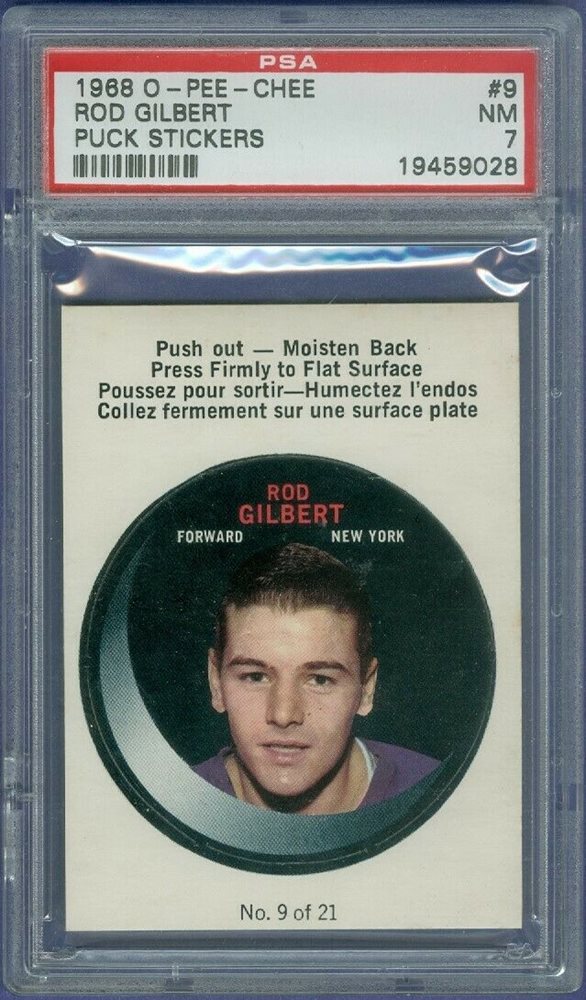 PSA
1968 O-PEE-CHEE #9
ROD GILBERT NM
PUCK STICKERS 7
19459028
Push out — Moisten Back
Press Firmly to Flat Surface
Poussez pour sortir—Humectez l'endos
Collez fermement sur une surface plate
ROD
GILBERT
FORWARD NEW YORK
No. 9 of 21